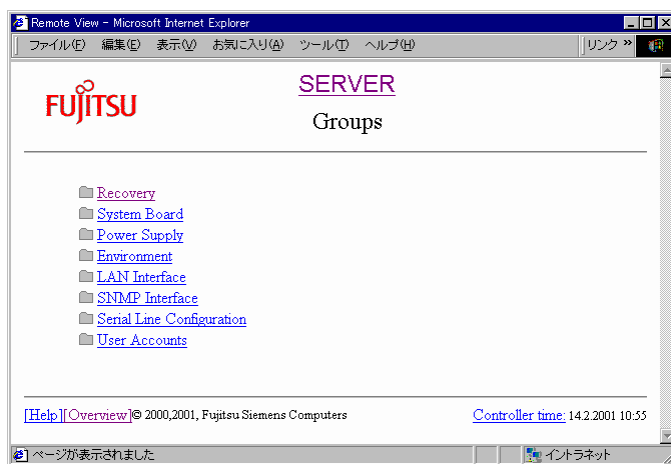 Remote View - Microsoft Internet Explorer
ファイル(F) 編集(E) 表示(V) お気に入り(A) ツール(T) ヘルプ(H) リンク »
FUJITSU
SERVER
Groups
Recovery
System Board
Power Supply
Environment
LAN Interface
SNMP Interface
Serial Line Configuration
User Accounts
[Help][Overview]© 2000,2001, Fujitsu Siemens Computers Controller time: 14.2.2001 10:55
ページが表示されました イントラネット